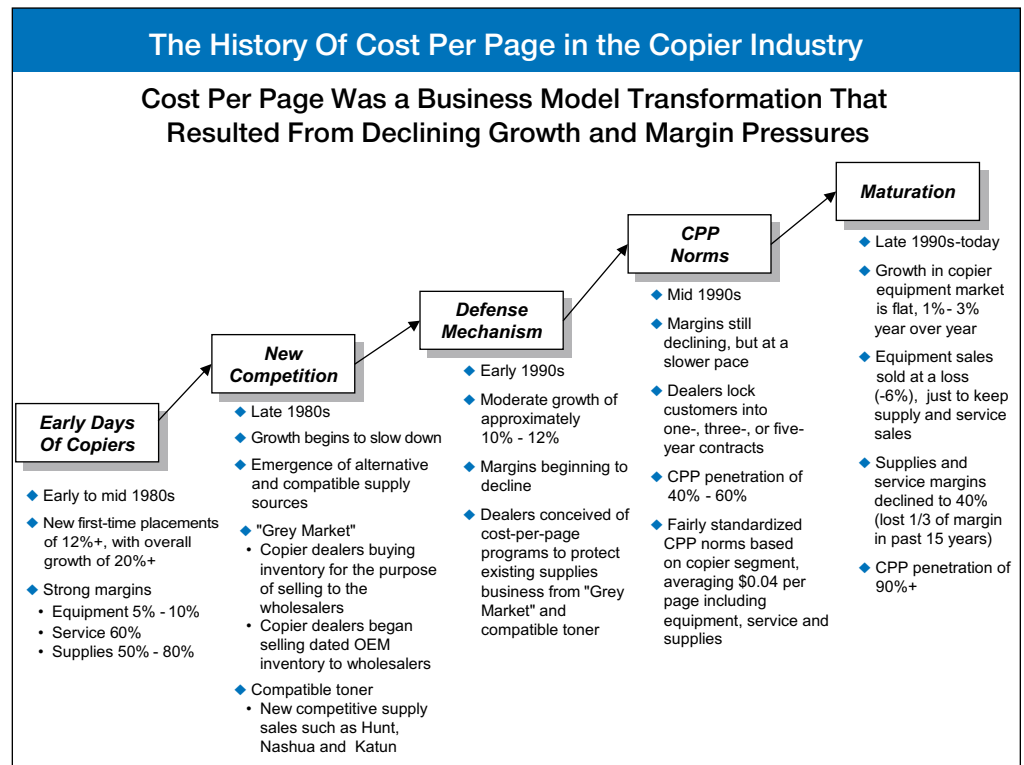 The History Of Cost Per Page in the Copier Industry
Cost Per Page Was a Business Model Transformation That
Resulted From Declining Growth and Margin Pressures
Early Days
Of Copiers
◆ Early to mid 1980s
◆ New first-time placements
of 12%+, with overall
growth of 20%+
◆ Strong margins
• Equipment 5% - 10%
• Service 60%
• Supplies 50% - 80%
New
Competition
◆ Late 1980s
◆ Growth begins to slow down
◆ Emergence of alternative
and compatible supply
sources
◆ "Grey Market"
• Copier dealers buying
inventory for the purpose
of selling to the
wholesalers
• Copier dealers began
selling dated OEM
inventory to wholesalers
◆ Compatible toner
• New competitive supply
sales such as Hunt,
Nashua and Katun
Defense
Mechanism
◆ Early 1990s
◆ Moderate growth of
approximately
10% - 12%
◆ Margins beginning to
decline
◆ Dealers conceived of
cost-per-page
programs to protect
existing supplies
business from "Grey
Market" and
compatible toner
CPP
Norms
◆ Mid 1990s
◆ Margins still
declining, but at a
slower pace
◆ Dealers lock
customers into
one-, three-, or five-
year contracts
◆ CPP penetration of
40% - 60%
◆ Fairly standardized
CPP norms based
on copier segment,
averaging $0.04 per
page including
equipment, service and
supplies
Maturation
◆ Late 1990s-today
◆ Growth in copier
equipment market
is flat, 1%- 3%
year over year
◆ Equipment sales
sold at a loss
(-6%), just to keep
supply and service
sales
◆ Supplies and
service margins
declined to 40%
(lost 1/3 of margin
in past 15 years)
◆ CPP penetration of
90%+